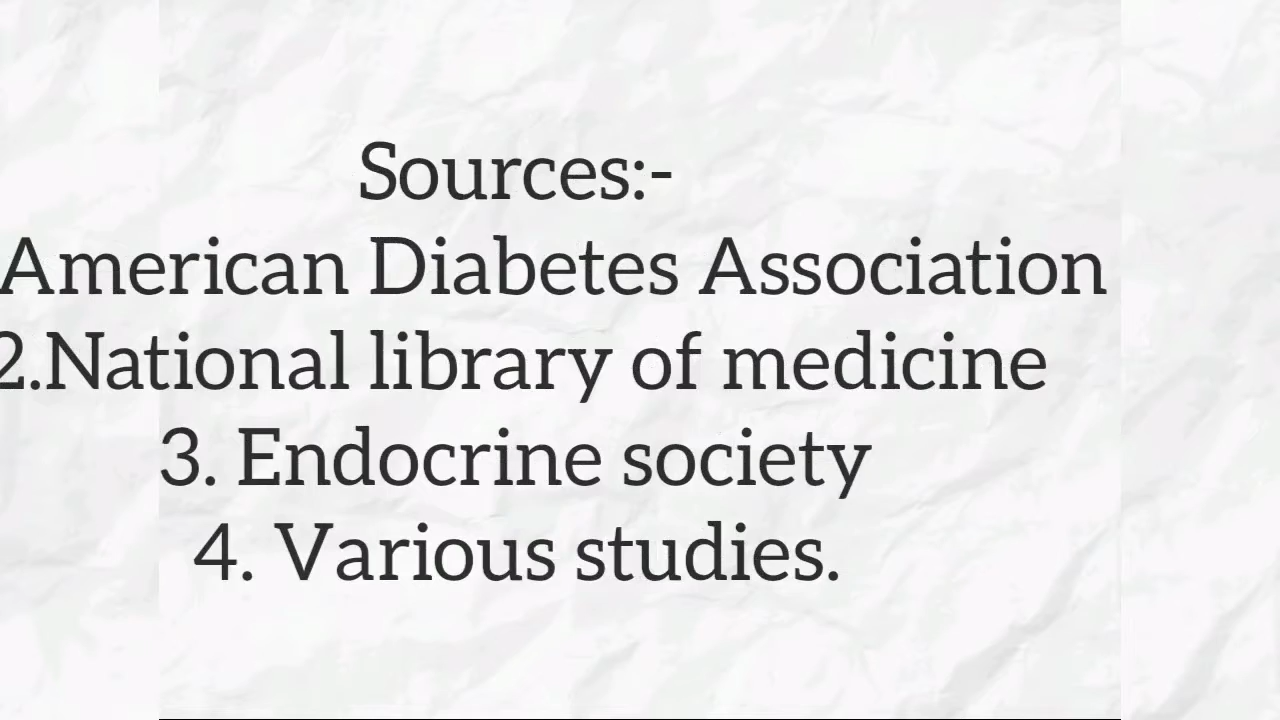 Sources:-
American Diabetes Association
2.National library of medicine
3. Endocrine society
4. Various studies.